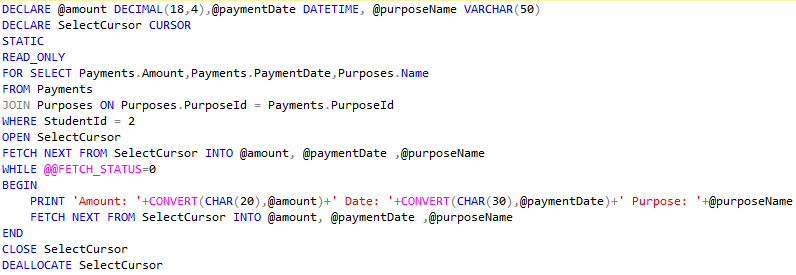 DECLARE @amount DECIMAL(18,4),@paymentDate DATETIME, @purposeName VARCHAR(50)
DECLARE SelectCursor CURSOR
STATIC
READ_ONLY
FOR SELECT Payments.Amount,Payments.PaymentDate,Purposes.Name
FROM Payments
JOIN Purposes ON Purposes.PurposeId = Payments.PurposeId
WHERE StudentId = 2
OPEN SelectCursor
FETCH NEXT FROM SelectCursor INTO @amount, @paymentDate ,@purposeName
WHILE @@FETCH_STATUS=0
BEGIN
    PRINT 'Amount: '+CONVERT(CHAR(20),@amount)+' Date: '+CONVERT(CHAR(30),@paymentDate)+' Purpose: '+@purposeName
    FETCH NEXT FROM SelectCursor INTO @amount, @paymentDate ,@purposeName
END
CLOSE SelectCursor
DEALLOCATE SelectCursor